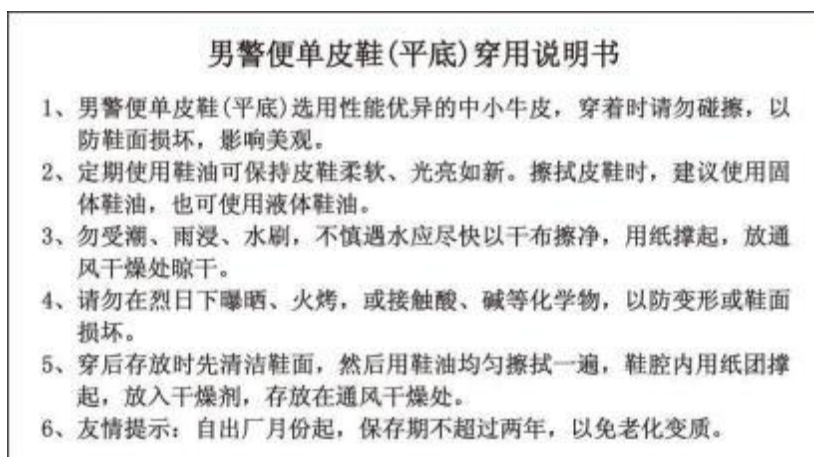 男警便单皮鞋(平底)穿用说明书
1、男警便单皮鞋(平底)选用性能优异的中小牛皮，穿着时请勿碰擦，以
防鞋面损坏，影响美观。
2、定期使用鞋油可保持皮鞋柔软、光亮如新。擦拭皮鞋时，建议使用固
体鞋油，也可使用液体鞋油。
3、勿受潮、雨浸、水刷，不慎遇水应尽快以干布擦净，用纸撑起，放通
风干燥处晾干。
4、请勿在烈日下曝晒、火烤，或接触酸、碱等化学物，以防变形或鞋面
损坏。
5、穿后存放时先清洁鞋面，然后用鞋油均匀擦拭一遍，鞋腔内用纸团撑
起，放入干燥剂，存放在通风干燥处。
6、友情提示：自出厂月份起，保存期不超过两年，以免老化变质。